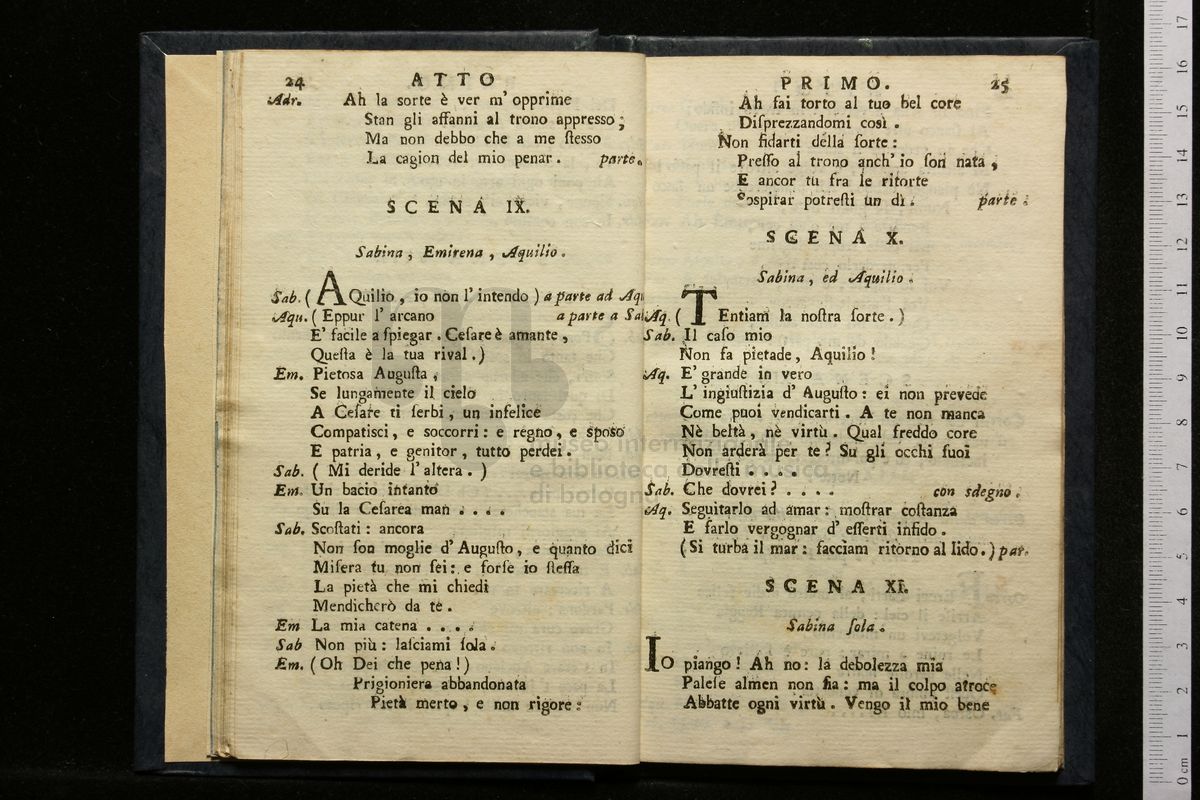 24 ATTO
Adr. Ah la sorte è ver m' opprime
Stan gli affanni al trono appresso;
Ma non debbo che a me ſtesso
La cagion del mio penar. parte.
SCENA IX.
Sabina, Emirena, Aquilio.
Sab. (AQuilio, io non l' intendo) a parte ad Aqu
Aqu. (Eppur l' arcano a parte a Sa
E' facile a ſpiegar. Ceſare è amante,
Queſta è la tua rival.)
Em. Pietosa Auguſta,
Se lungamente il cielo
A Ceſare ti ſerbi, un infelice
Compatisci, e soccorri: e regno, e sposo
E patria, e genitor, tutto perdei.
Sab. (Mi deride l' altera.)
Em. Un bacio intanto
Su la Ceſarea man . . . .
Sab. Scoſtati: ancora
Non ſon moglie d' Auguſto, e quanto dici
Miſera tu non ſei: e forſe io ſteſſa
La pietà che mi chiedi
Mendicherò da te.
Em La mia catena . . . .
Sab Non più: laſciami ſola.
Em. (Oh Dei che pena!)
Prigioniera abbandonata
Pietà merto, e non rigore:
PRIMO. 25
Ah fai torto al tuo bel core
Diſprezzandomi così.
Non fidarti della ſorte:
Preſſo al trono anch' io ſon nata,
E ancor tu fra le ritorte
Sospirar potreſti un dì. parte.
SCENA X.
Sabina, ed Aquilio.
Aq. (TEntiam la noſtra ſorte.)
Sab. Il caſo mio
Non fa pietade, Aquilio!
Aq. E' grande in vero
L' ingiuſtizia d' Auguſto: ei non prevede
Come puoi vendicarti. A te non manca
Nè beltà, nè virtù. Qual freddo core
Non arderà per te? Su gli occhi ſuoi
Dovreſti . . . .
Sab. Che dovrei? . . . . con sdegno.
Aq. Seguitarlo ad amar: moſtrar coſtanza
E farlo vergognar d' eſſerti infido.
(Si turba il mar: facciam ritorno al lido.) par.
SCENA XI.
Sabina ſola.
Io piango! Ah no: la debolezza mia
Paleſe almen non ſia: ma il colpo atroce
Abbatte ogni virtù. Vengo il mio bene
museo internazionale
e biblioteca della musica
di bologna